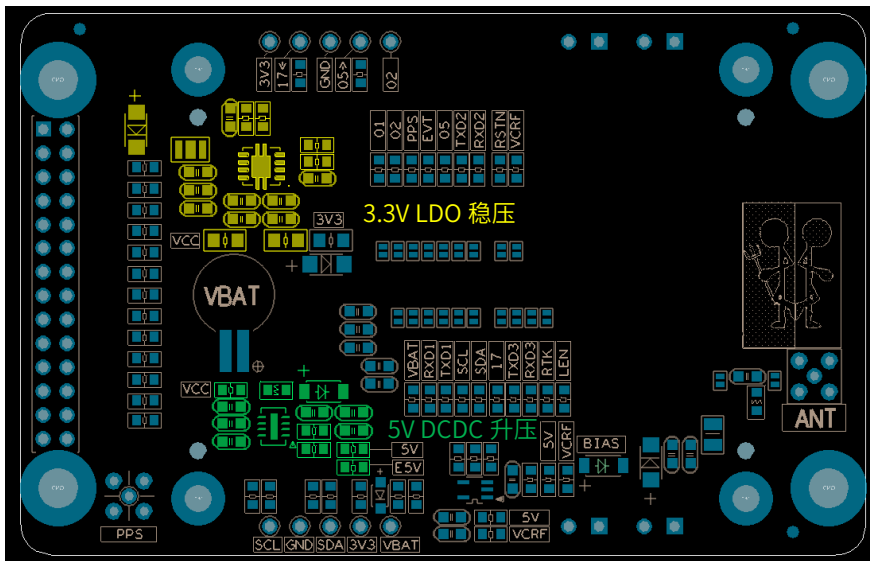 3V3
17
GND
05
02
01
02
PPS
EVT
05
TXD2
RXD2
RSTN
VCRF
3.3V LDO 稳压
3V3
VCC
VBAT
VBAT
RXD1
TXD1
SCL
SDA
17
TXD3
RXD3
RTK
LEN
VCC
ANT
5V DCDC 升压
5V
VCRF
BIAS
5V
E5V
PPS
5V
VCRF
SCL
GND
SDA
3V3
VBAT